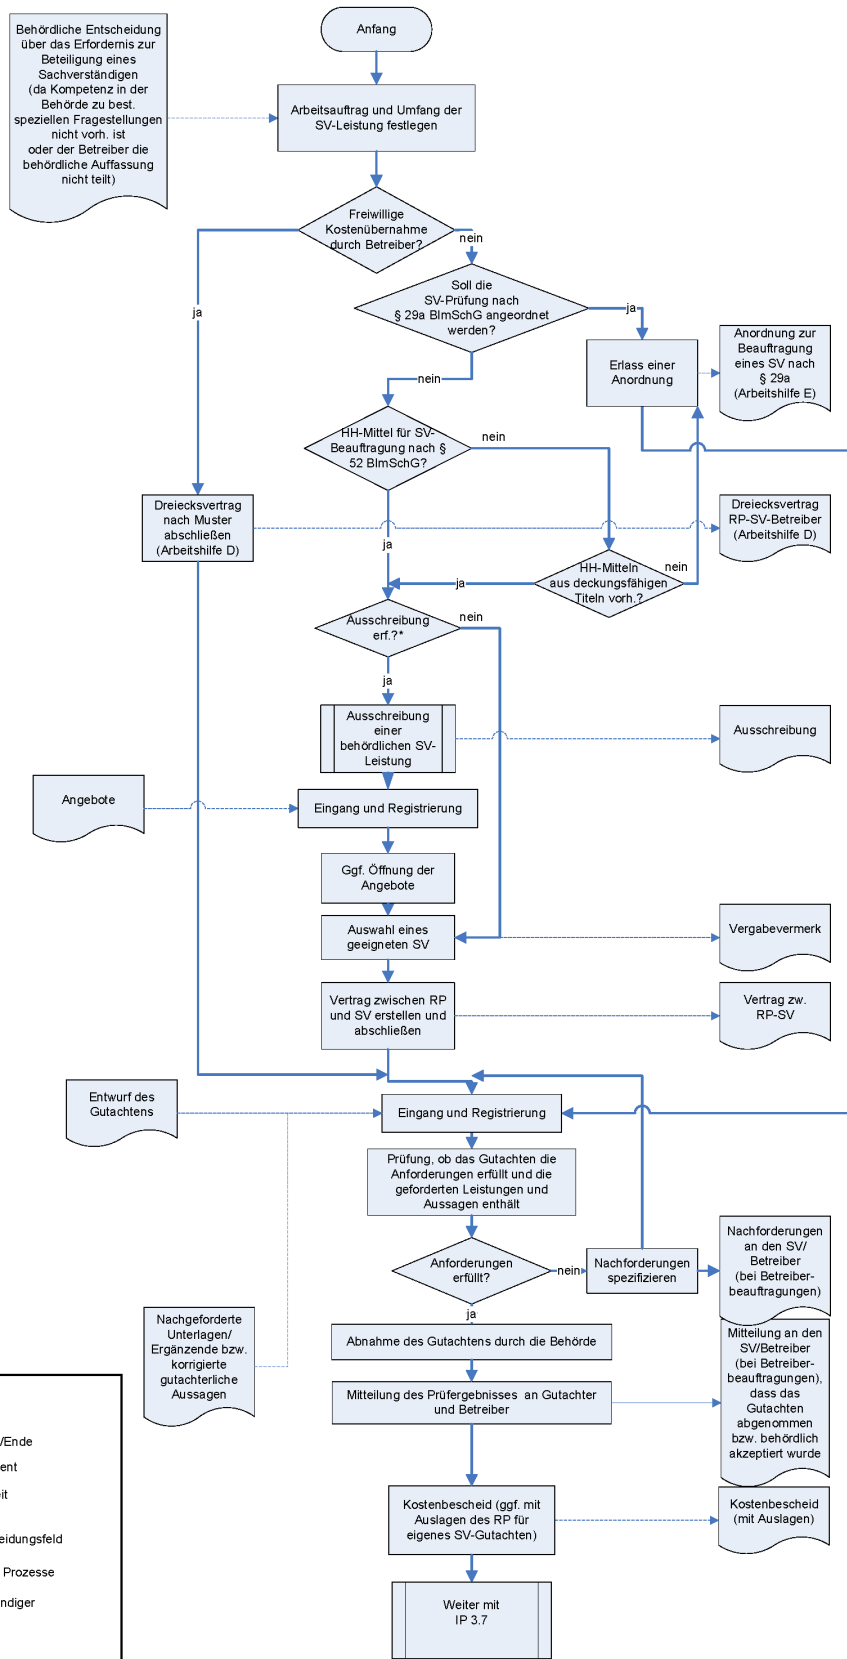 Behördliche Entscheidung
über das Erfordernis zur
Beteiligung eines
Sachverständigen
(da Kompetenz in der
Behörde zu best.
speziellen Fragestellungen
nicht vorh. ist
oder der Betreiber die
behördliche Auffassung
nicht teilt)
Anfang
Arbeitsauftrag und Umfang der
SV-Leistung festlegen
Freiwillige
Kostenübernahme
durch Betreiber?
nein
ja
Soll die
SV-Prüfung nach
§ 29a BImSchG angeordnet
werden?
ja
nein
Erlass einer
Anordnung
Anordnung zur
Beauftragung
eines SV nach
§ 29a
(Arbeitshilfe E)
HH-Mittel für SV-
Beauftragung nach §
52 BImSchG?
nein
ja
Dreiecksvertrag
nach Muster
abschließen
(Arbeitshilfe D)
Dreiecksvertrag
RP-SV-Betreiber
(Arbeitshilfe D)
HH-Mitteln
aus deckungsfähigen
Titeln vorh.?
nein
ja
Ausschreibung
erf.?*
nein
ja
Ausschreibung
einer
behördlichen SV-
Leistung
Ausschreibung
Angebote
Eingang und Registrierung
Ggf. Öffnung der
Angebote
Auswahl eines
geeigneten SV
Vergabevermerk
Vertrag zwischen RP
und SV erstellen und
abschließen
Vertrag zw.
RP-SV
Entwurf des
Gutachtens
Eingang und Registrierung
Prüfung, ob das Gutachten die
Anforderungen erfüllt und die
geforderten Leistungen und
Aussagen enthält
Anforderungen
erfüllt?
nein
ja
Nachforderungen
spezifizieren
Nachforderungen
an den SV/
Betreiber
(bei Betreiber-
beauftragungen)
Nachgeforderte
Unterlagen/
Ergänzende bzw.
korrigierte
gutachterliche
Aussagen
Abnahme des Gutachtens durch die Behörde
Mitteilung des Prüfergebnisses an Gutachter
und Betreiber
Mitteilung an den
SV/Betreiber
(bei Betreiber-
beauftragungen),
dass das
Gutachten
abgenommen
bzw. behördlich
akzeptiert wurde
Kostenbescheid (ggf. mit
Auslagen des RP für
eigenes SV-Gutachten)
Kostenbescheid
(mit Auslagen)
Weiter mit
IP 3.7
/Ende
ent
it
eidungsfeld
Prozesse
ndiger